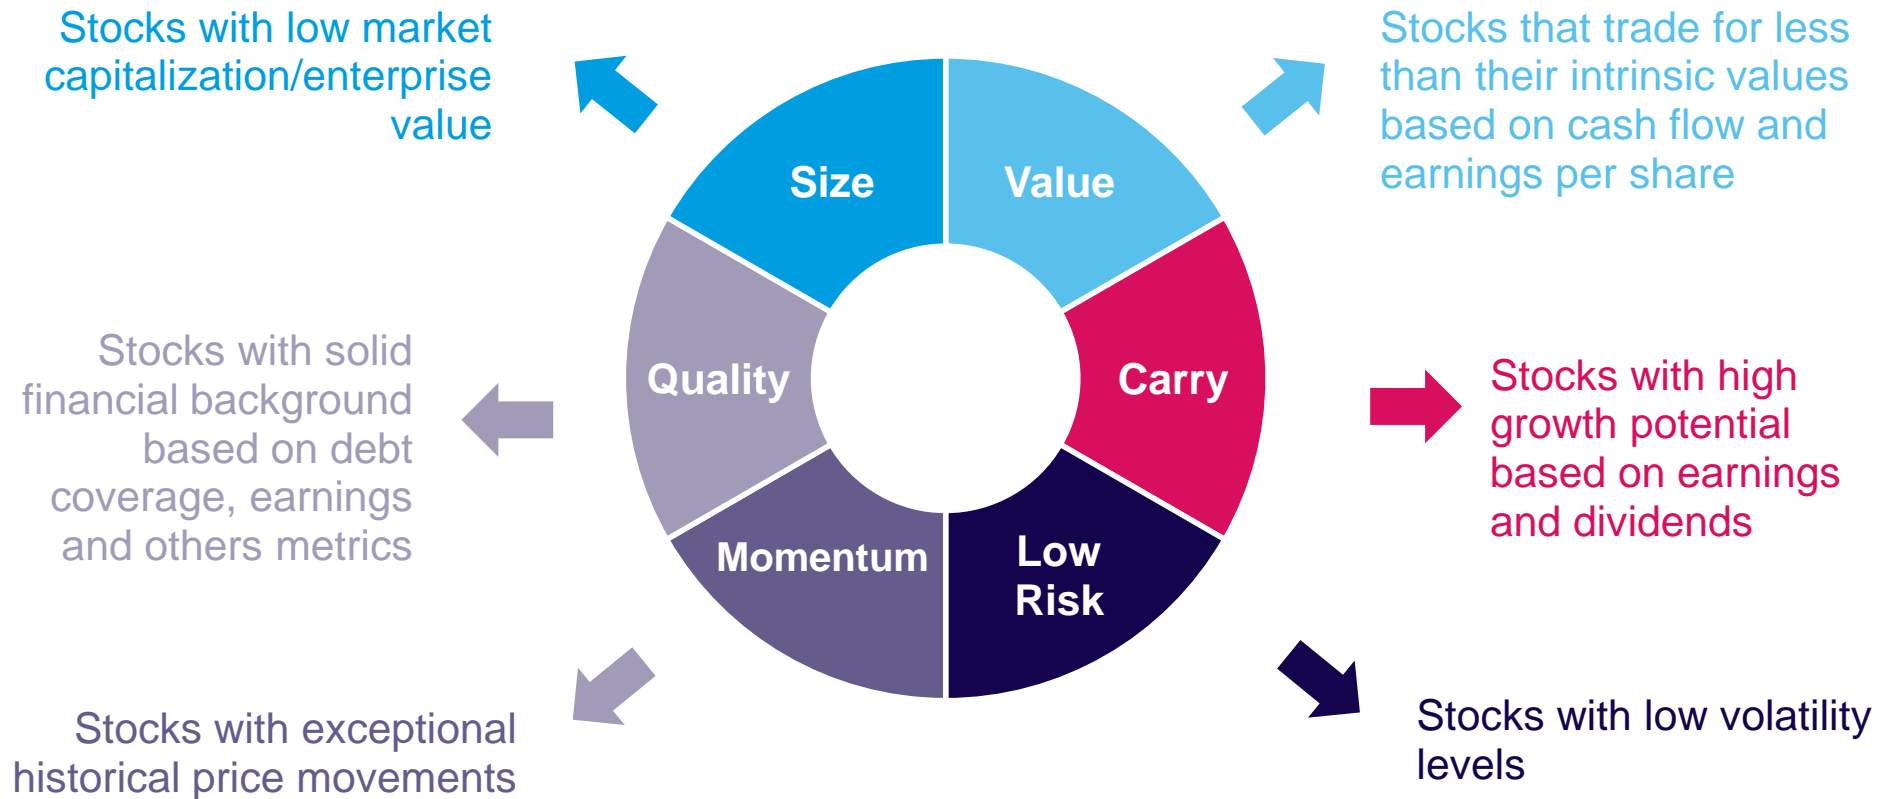 Stocks with low market
capitalization/enterprise
value
Stocks that trade for less
than their intrinsic values
based on cash flow and
earnings per share
Size
Value
Stocks with solid
financial background
based on debt
coverage, earnings
and others metrics
Quality
Carry
Stocks with high
growth potential
based on earnings
and dividends
Momentum
Low
Risk
Stocks with exceptional
historical price movements
Stocks with low volatility
levels